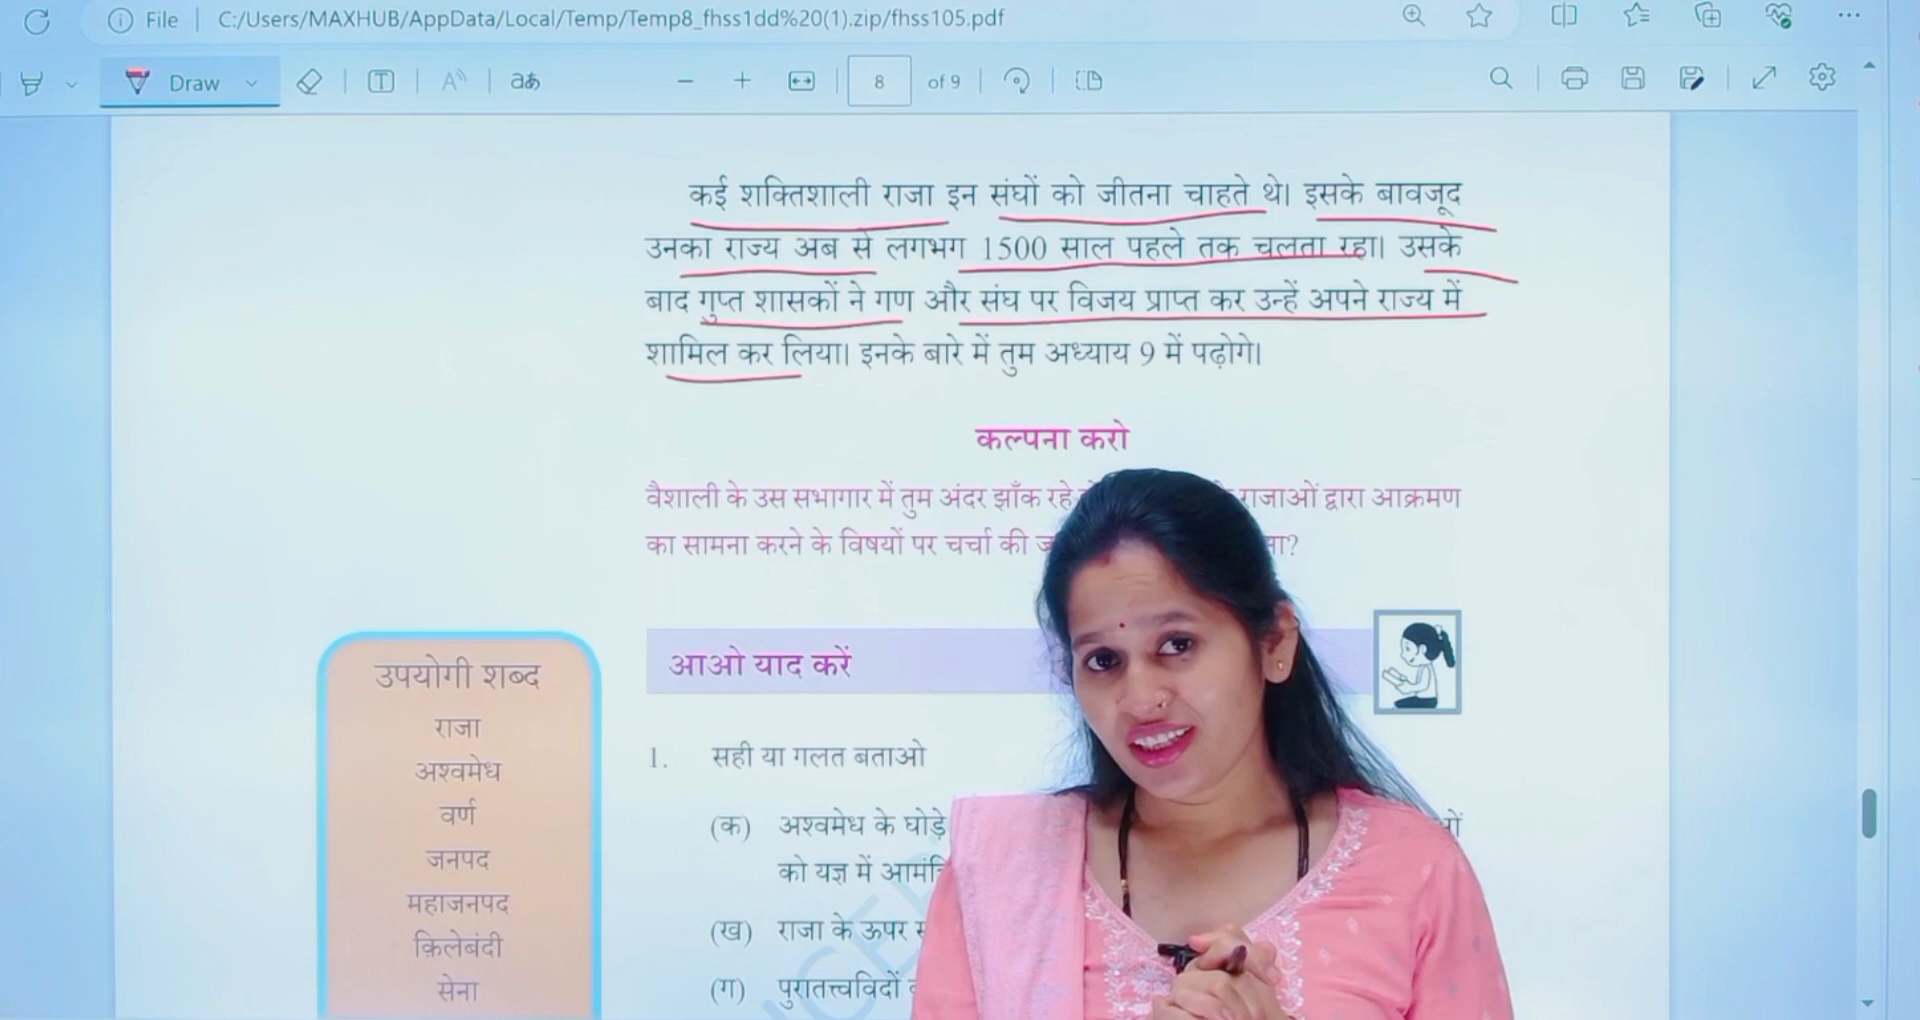 File C:/Users/MAXHUB/AppData/Local/Temp/Temp8_fhss1dd%20(1).zip/fhss105.pdf
Draw T A aあ − + 8 of 9
कई शक्तिशाली राजा इन संघों को जीतना चाहते थे। इसके बावजूद
उनका राज्य अब से लगभग 1500 साल पहले तक चलता रहा। उसके
बाद गुप्त शासकों ने गण और संघ पर विजय प्राप्त कर उन्हें अपने राज्य में
शामिल कर लिया। इनके बारे में तुम अध्याय 9 में पढ़ोगे।
कल्पना करो
वैशाली के उस सभागार में तुम अंदर झाँक रहे राजाओं द्वारा आक्रमण
का सामना करने के विषयों पर चर्चा की
आओ याद करें
1. सही या गलत बताओ
(क) अश्वमेध के घोड़े
को यज्ञ में
(ख) राजा के ऊपर
(ग) पुरातत्त्वविदों
उपयोगी शब्द
राजा
अश्वमेध
वर्ण
जनपद
महाजनपद
क़िलेबंदी
सेना